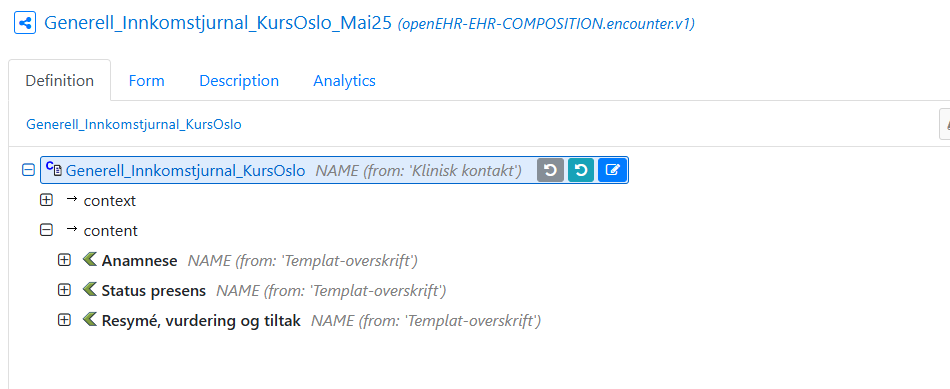 Generell_Innkomstjurnal_KursOslo_Mai25 (openEHR-EHR-COMPOSITION.encounter.v1)
Definition Form Description Analytics
Generell_Innkomstjurnal_KursOslo
Generell_Innkomstjurnal_KursOslo NAME (from: 'Klinisk kontakt')
context
content
Anamnese NAME (from: 'Templat-overskrift')
Status presens NAME (from: 'Templat-overskrift')
Resymé, vurdering og tiltak NAME (from: 'Templat-overskrift')